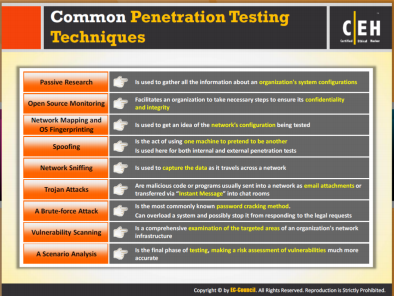 Common Penetration Testing
Techniques
CEH
Certified Ethical Hacker
Passive Research
Is used to gather all the information about an organization's system configurations
Open Source Monitoring
Facilitates an organization to take necessary steps to ensure its confidentiality
and integrity
Network Mapping and
OS Fingerprinting
Is used to get an idea of the network's configuration being tested
Spoofing
Is the act of using one machine to pretend to be another
Is used here for both internal and external penetration tests
Network Sniffing
Is used to capture the data as it travels across a network
Trojan Attacks
Are malicious code or programs usually sent into a network as email attachments or
transferred via "Instant Message" into chat rooms
A Brute-force Attack
Is the most commonly known password cracking method.
Can overload a system and possibly stop it from responding to the legal requests
Vulnerability Scanning
Is a comprehensive examination of the targeted areas of an organization's network
infrastructure
A Scenario Analysis
Is the final phase of testing, making a risk assessment of vulnerabilities much more
accurate
Copyright © by EC-Council. All Rights Reserved. Reproduction is Strictly Prohibited.